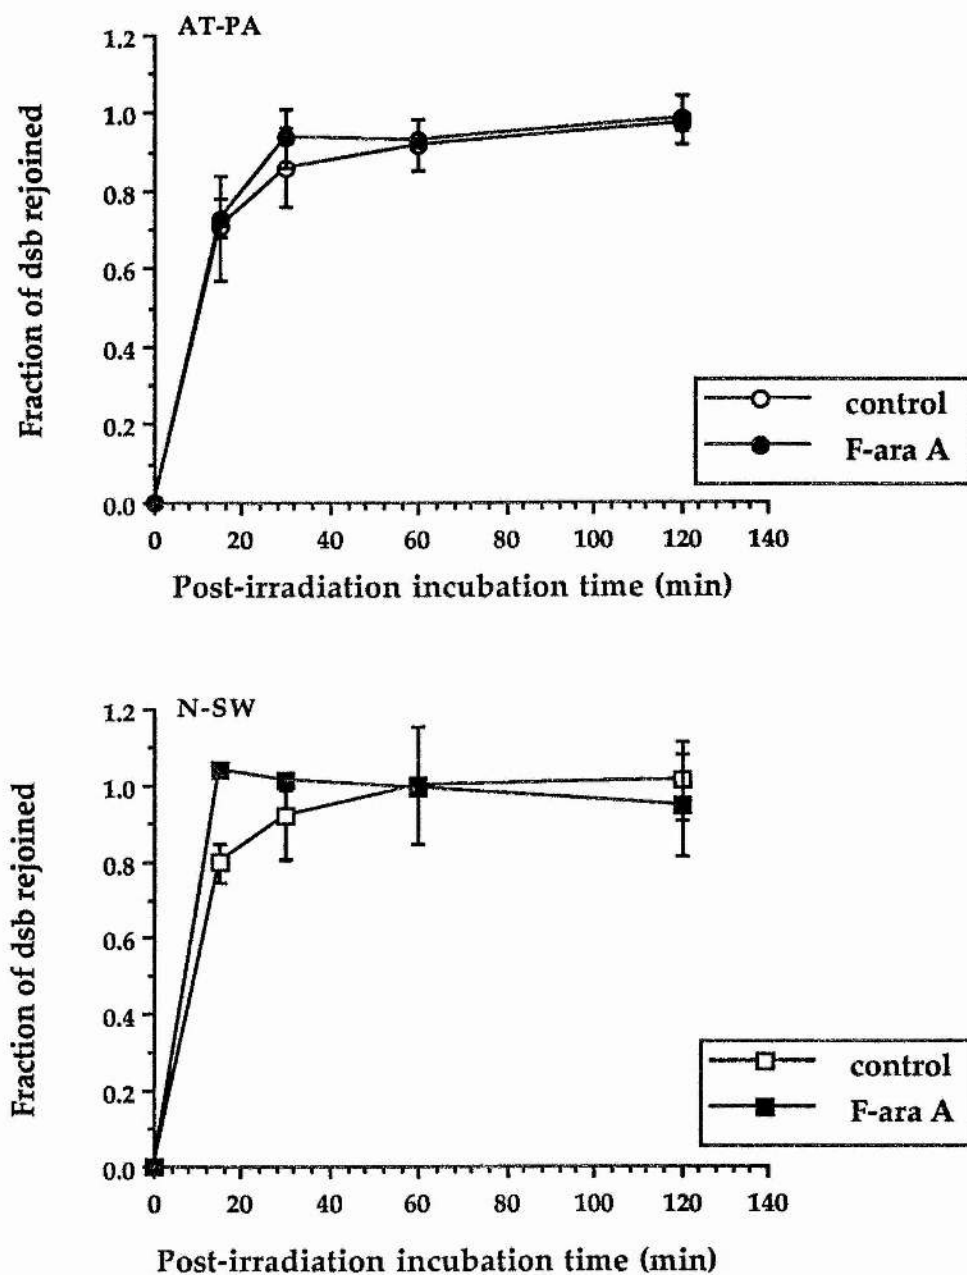 AT-PA
1.2
1.0
0.8
0.6
0.4
0.2
0.0
Fraction of dsb rejoined
control
F-ara A
0 20 40 60 80 100 120 140
Post-irradiation incubation time (min)
N-SW
1.2
1.0
0.8
0.6
0.4
0.2
0.0
Fraction of dsb rejoined
control
F-ara A
0 20 40 60 80 100 120 140
Post-irradiation incubation time (min)